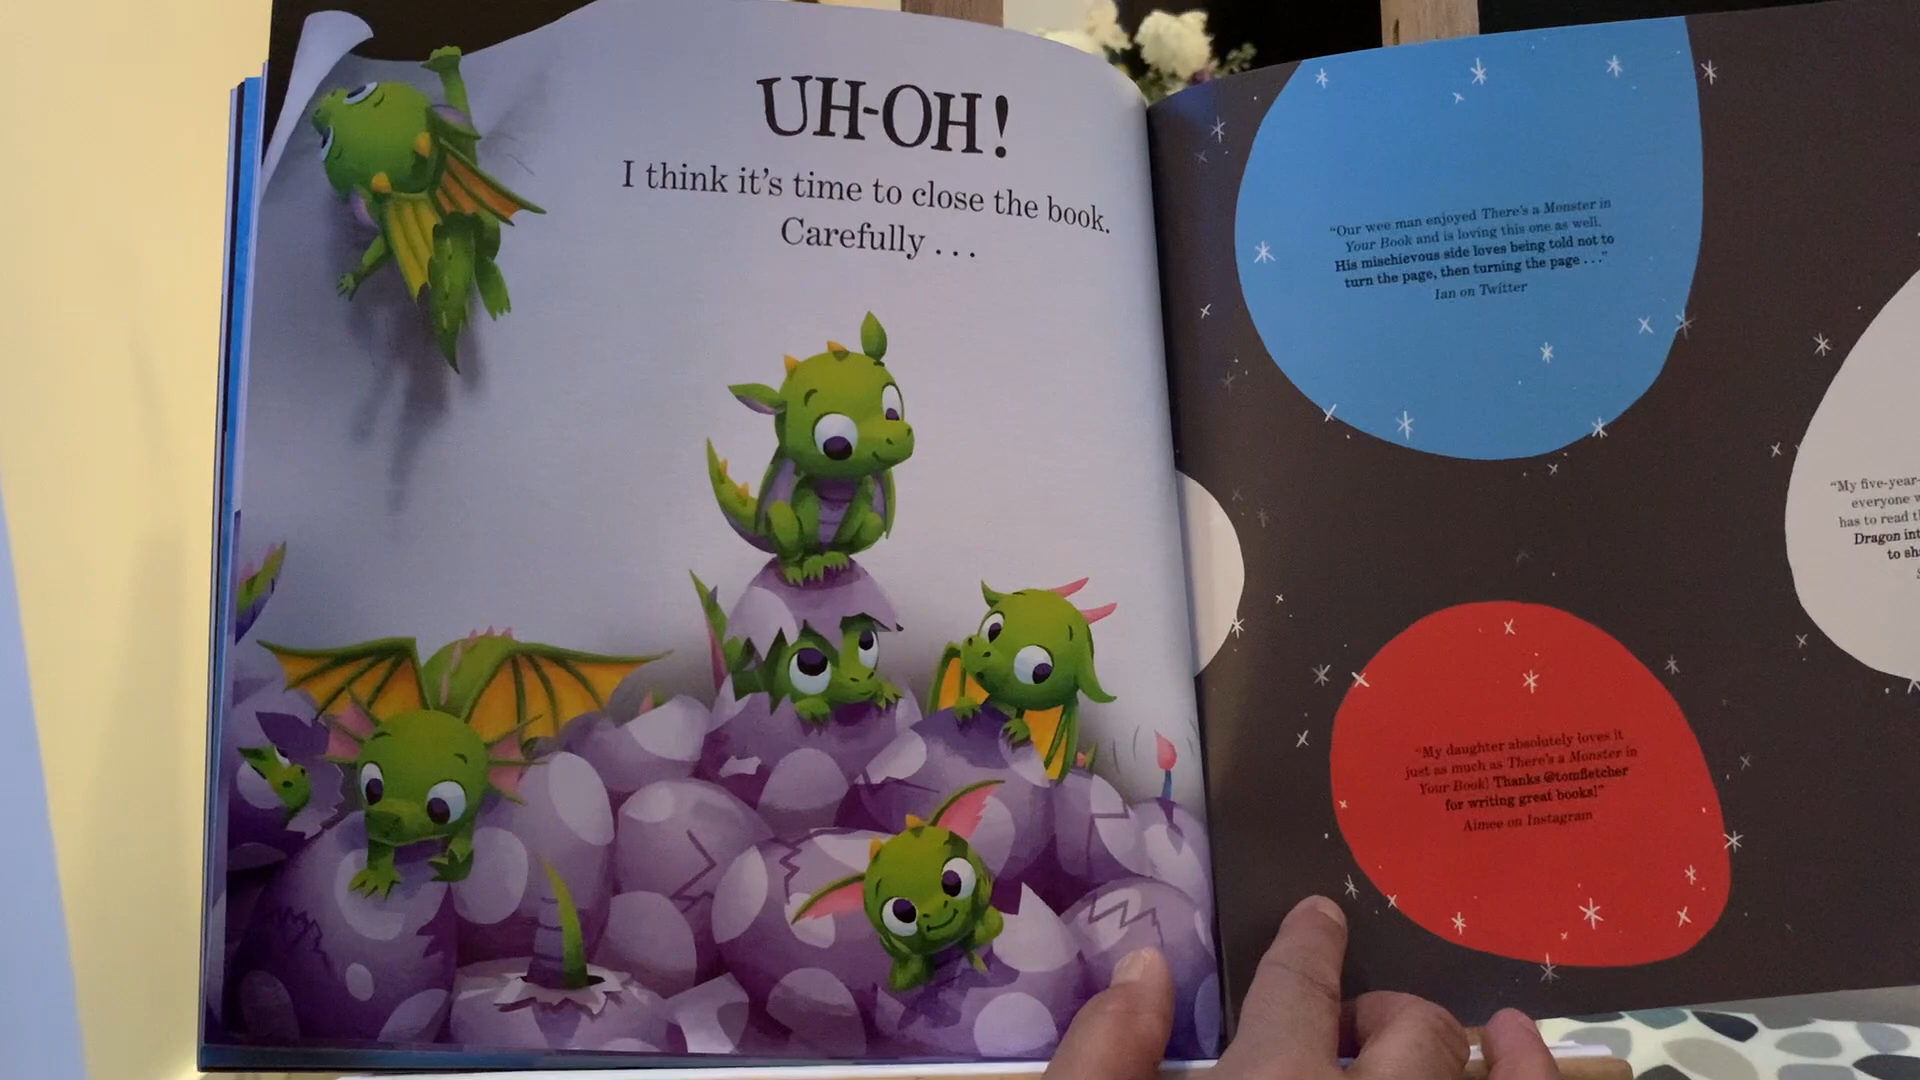 UH-OH!
I think it's time to close the book.
Carefully . . .
"Our wee man enjoyed There's a Monster in
Your Book and is loving this one as well.
His mischievous side loves being told not to
turn the page, then turning the page . . ."
Ian on Twitter
"My five-year-
everyone
has to read
Dragon
to
"My daughter absolutely loves it
just as much as There's a Monster in
Your Book! Thanks @tomfletcher
for writing great books!"
Aimee on Instagram